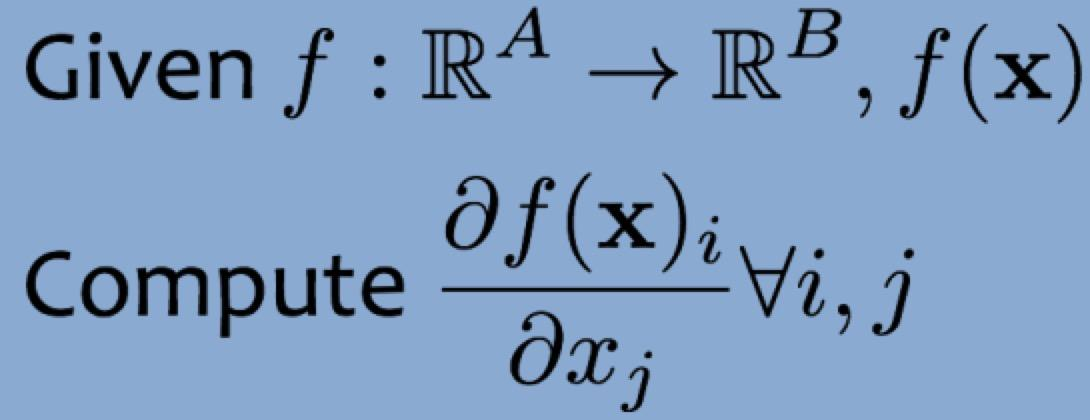 Given f : ℝ^A → ℝ^B, f(𝐱)
Compute ∂f(𝐱)_i / ∂x_j ∀i, j